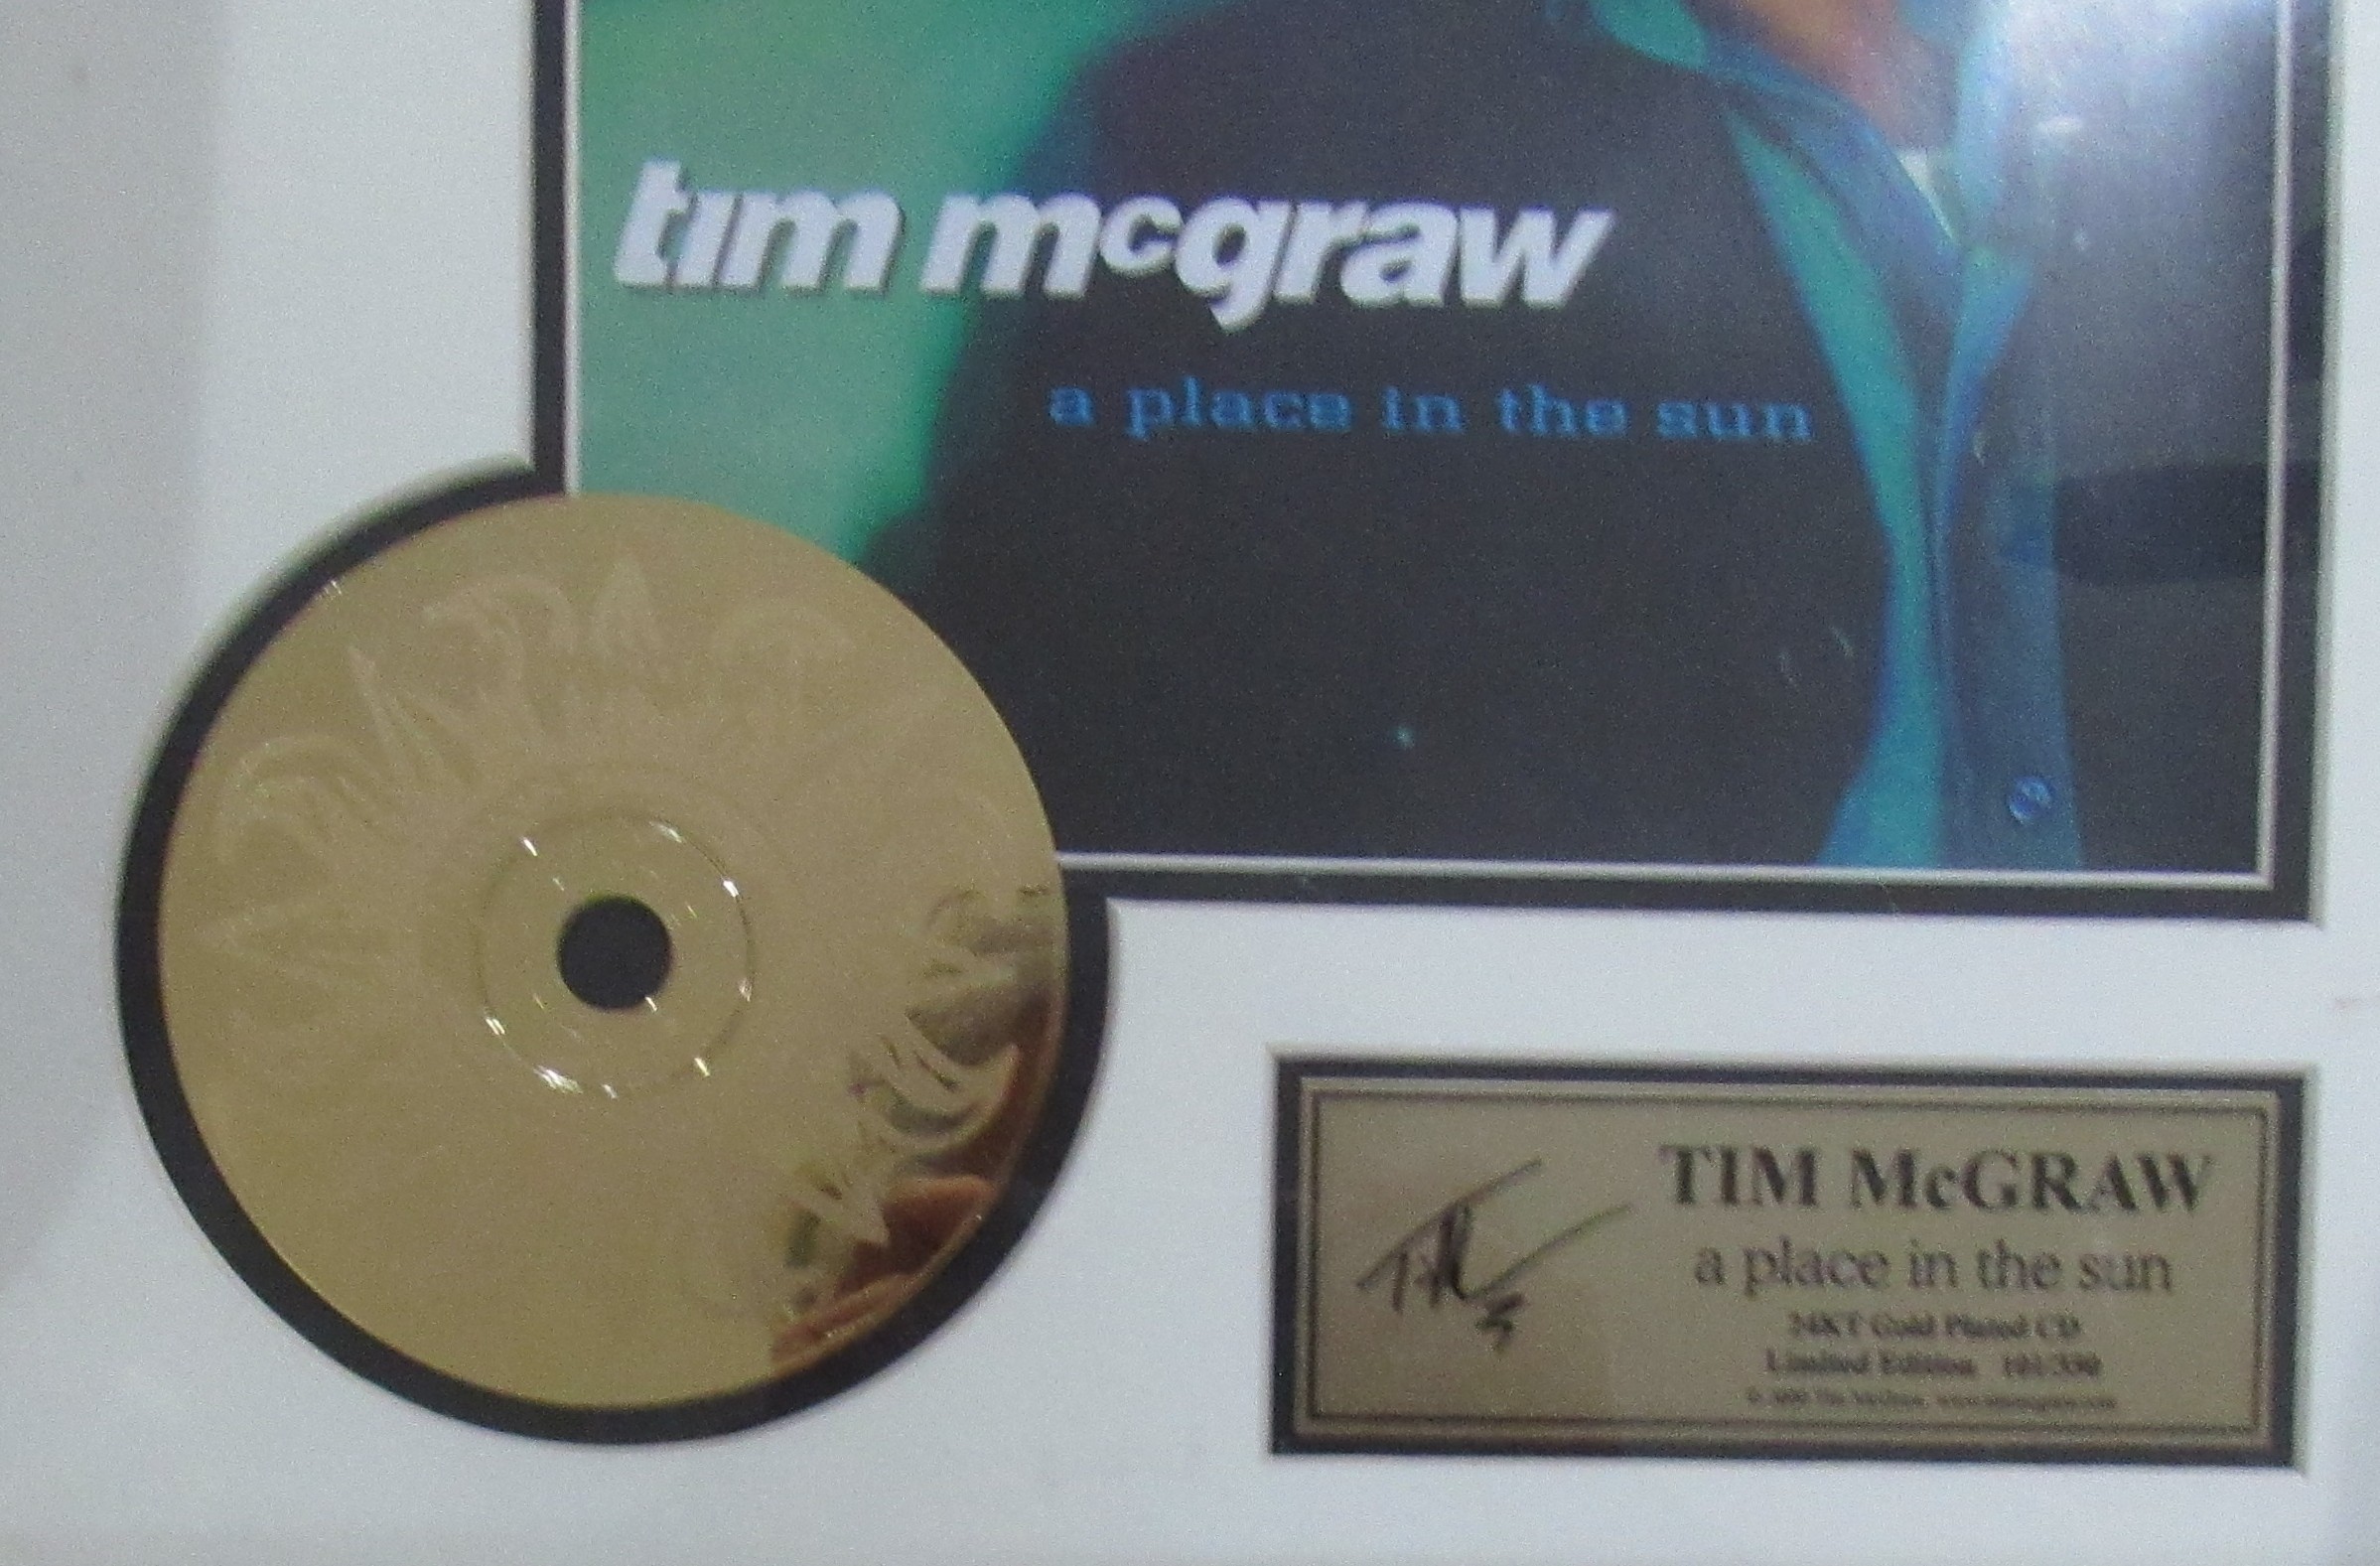 tim mcgraw
a place in the sun
TIM McGRAW
a place in the sun
24KT Gold Plated CD
Limited Edition